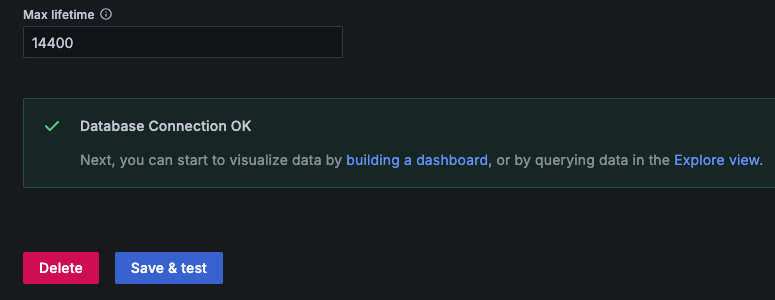 Max lifetime
14400
Database Connection OK
Next, you can start to visualize data by building a dashboard, or by querying data in the Explore view.
Delete
Save & test